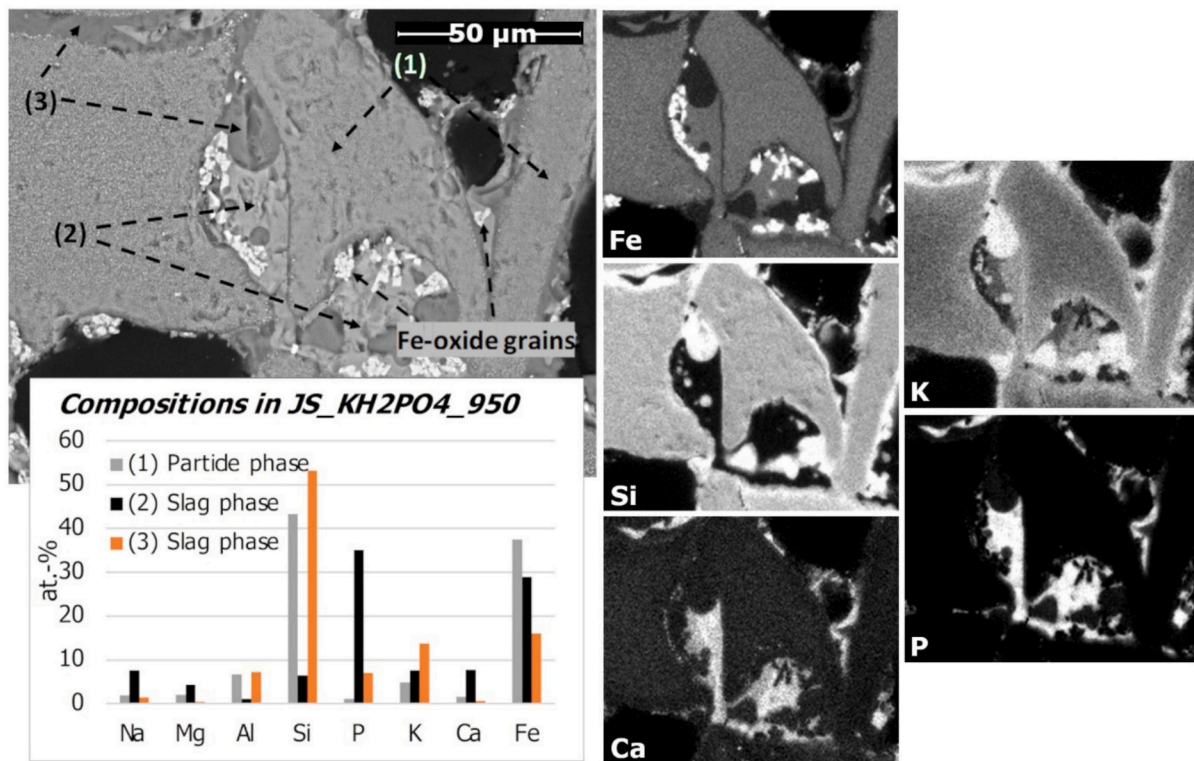 50 µm
(1)
(3)
(2)
Fe-oxide grains
Compositions in JS_KH2PO4_950
60
50
40
30
20
10
0
at.-%
(1) Partide phase
(2) Slag phase
(3) Slag phase
Na Mg Al Si P K Ca Fe
Fe
Si
Ca
K
P